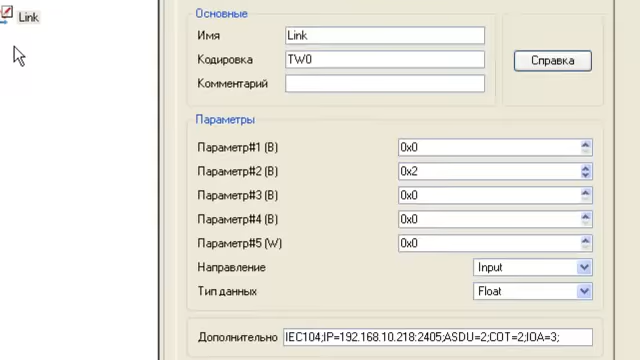 Link
Основные
Имя Link
Кодировка TW0
Справка
Комментарий
Параметры
Параметр#1 (B) 0x0
Параметр#2 (B) 0x2
Параметр#3 (B) 0x0
Параметр#4 (B) 0x0
Параметр#5 (W) 0x0
Направление Input
Тип данных Float
Дополнительно IEC104;IP=192.168.10.218:2405;ASDU=2;COT=2;IOA=3;